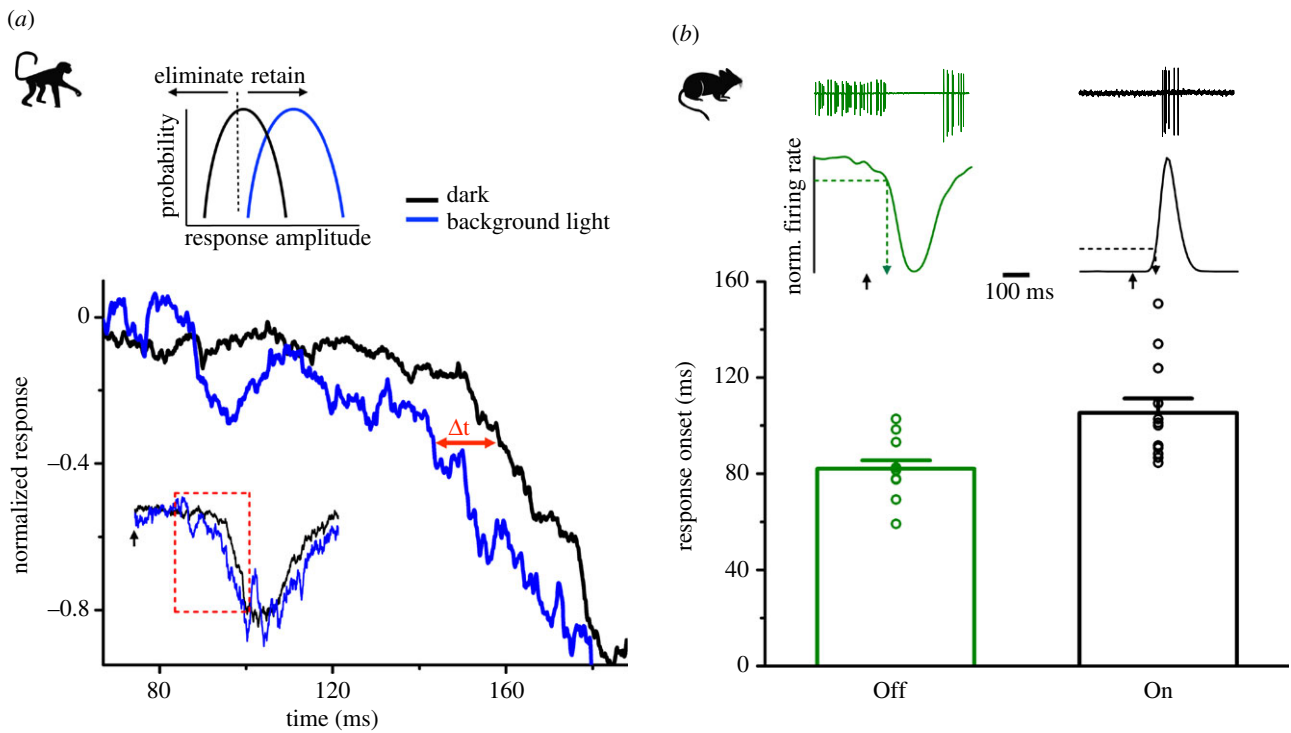 (a)
eliminate retain
probability
response amplitude
dark
background light
normalized response
0
−0.4
−0.8
Δt
80
120
160
time (ms)
(b)
norm. firing rate
100 ms
response onset (ms)
160
120
80
40
0
Off
On